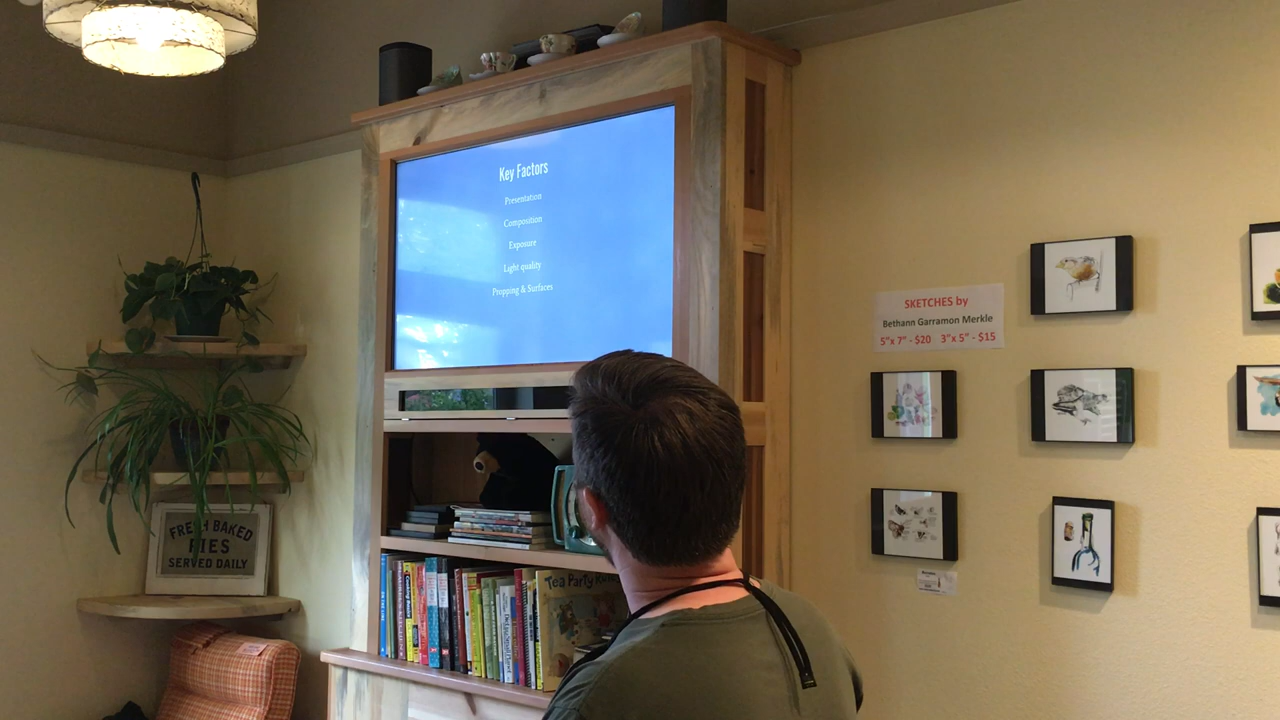 Key Factors
Presentation
Composition
Exposure
Light quality
Propping & Surfaces
SKETCHES by
Bethann Garramon Merkle
5"x 7" - $20 3"x 5" - $15
FRESH BAKED
PIES
SERVED DAILY
Tea Party